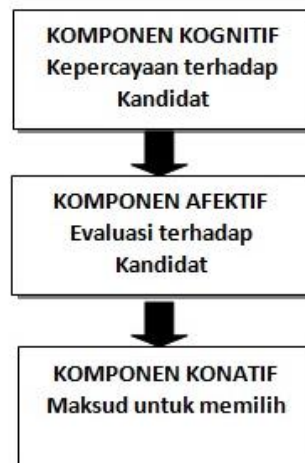 KOMPONEN KOGNITIF
Kepercayaan terhadap
Kandidat
KOMPONEN AFEKTIF
Evaluasi terhadap
Kandidat
KOMPONEN KONATIF
Maksud untuk memilih